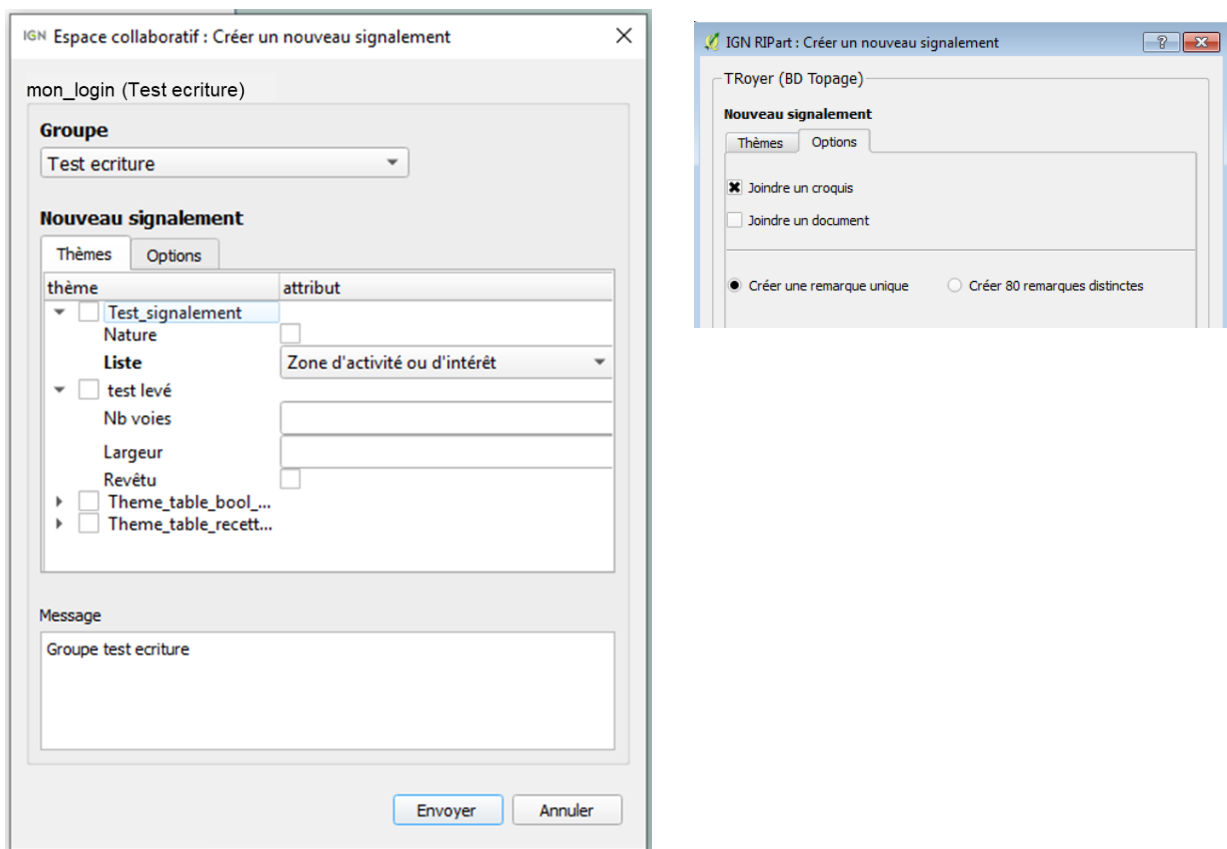 IGN Espace collaboratif : Créer un nouveau signalement
mon_login (Test ecriture)
Groupe
Test ecriture
Nouveau signalement
Thèmes Options
thème attribut
Test_signalement
Nature
Liste Zone d'activité ou d'intérêt
test levé
Nb voies
Largeur
Revêtu
Theme_table_bool_...
Theme_table_recett...
Message
Groupe test ecriture
Envoyer Annuler
IGN RIPart : Créer un nouveau signalement
TRoyer (BD Topage)
Nouveau signalement
Thèmes Options
Joindre un croquis
Joindre un document
Créer une remarque unique Créer 80 remarques distinctes